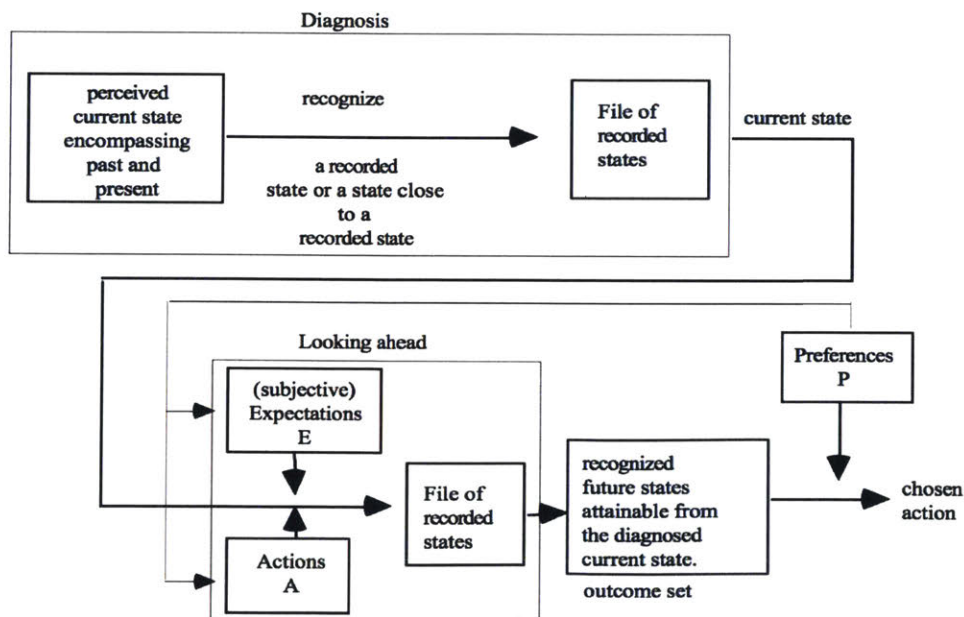 Diagnosis
perceived
current state
encompassing
past and
present
recognize
a recorded
state or a state close
to a
recorded state
File of
recorded
states
current state
Looking ahead
(subjective)
Expectations
E
Actions
A
File of
recorded
states
recognized
future states
attainable from
the diagnosed
current state.
outcome set
Preferences
P
chosen
action